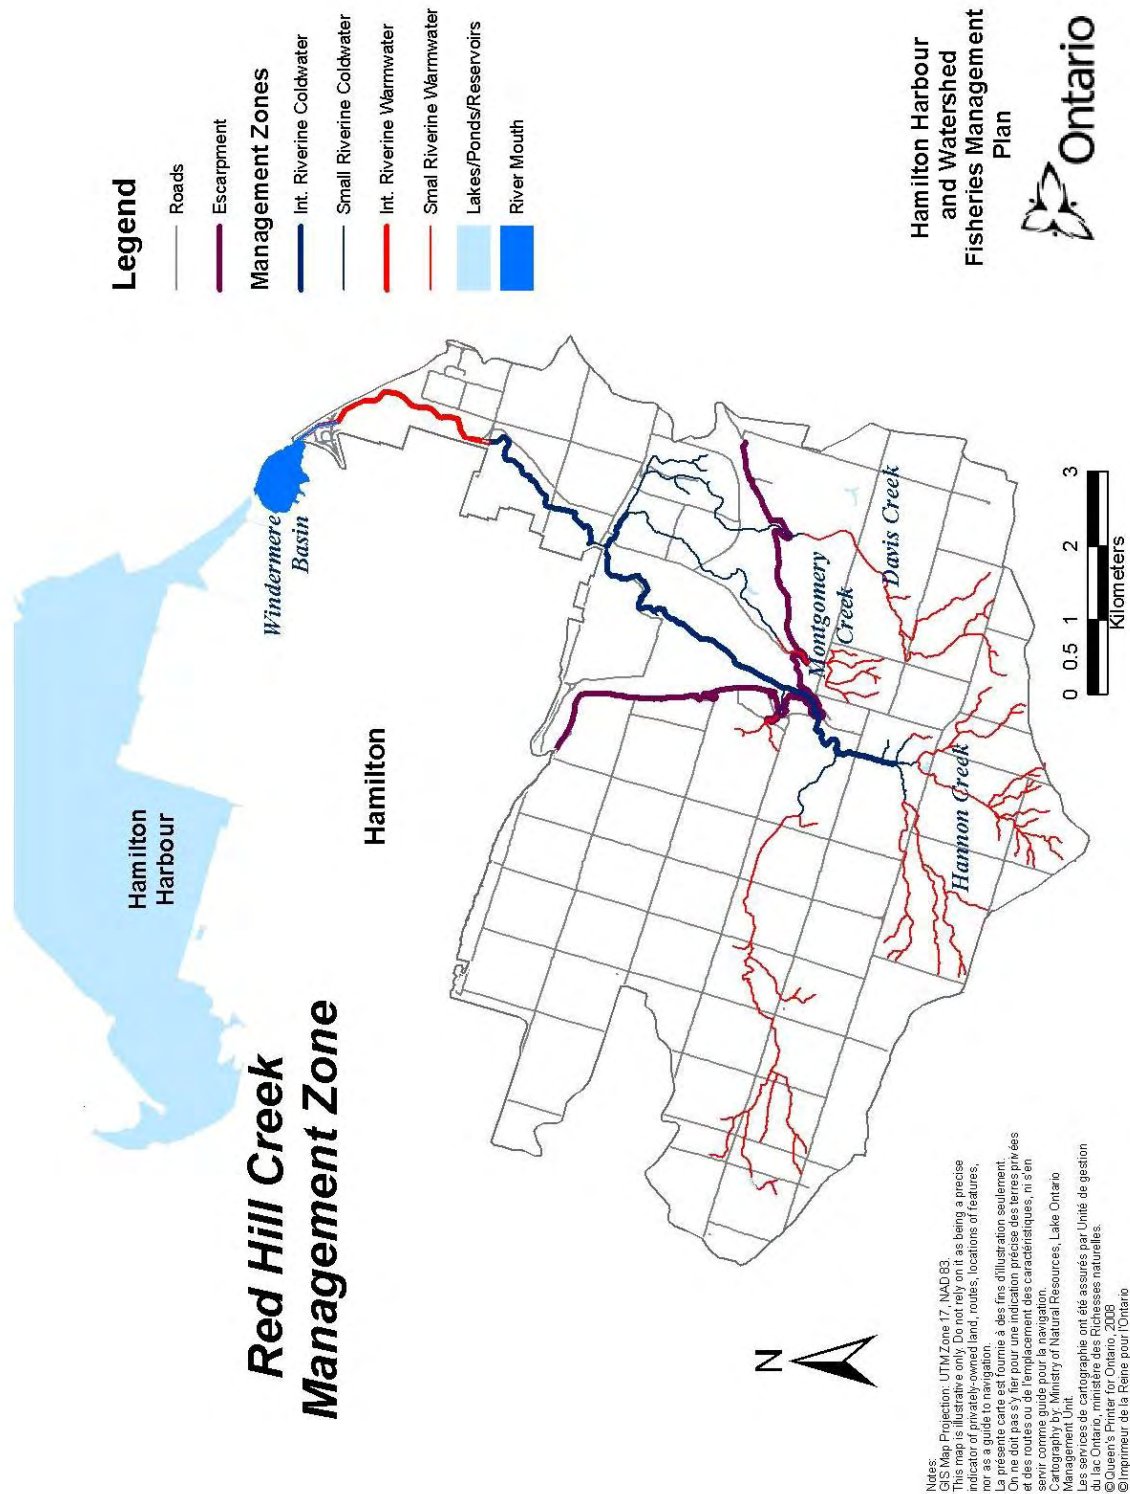 Red Hill Creek
Management Zone
Hamilton
Harbour
Hamilton
Windermere
Basin
Montgomery
Creek
Davis Creek
Hannon Creek
Legend
Roads
Escarpment
Management Zones
Int. Riverine Coldwater
Small Riverine Coldwater
Int. Riverine Warmwater
Smal Riverine Warmwater
Lakes/Ponds/Reservoirs
River Mouth
N
0 0.5 1 2 3
Kilometers
Hamilton Harbour
and Watershed
Fisheries Management
Plan
Ontario
Notes:
GIS Map Projection: UTM Zone 17, NAD 83.
This map is illustrative only. Do not rely on it as being a precise
indicator of privately-owned land, routes, locations of features,
nor as a guide to navigation.
La présente carte est fournie à des fins d'illustration seulement.
On ne doit pas s'y fier pour une indication précise des terres privées
et des routes ou de l'emplacement des caractéristiques, ni s'en
servir comme guide pour la navigation.
Cartography by: Ministry of Natural Resources, Lake Ontario
Management Unit.
Les services de cartographie ont été assurés par Unité de gestion
du lac Ontario, ministère des Richesses naturelles.
© Queen's Printer for Ontario, 2008
© Imprimeur de la Reine pour l'Ontario